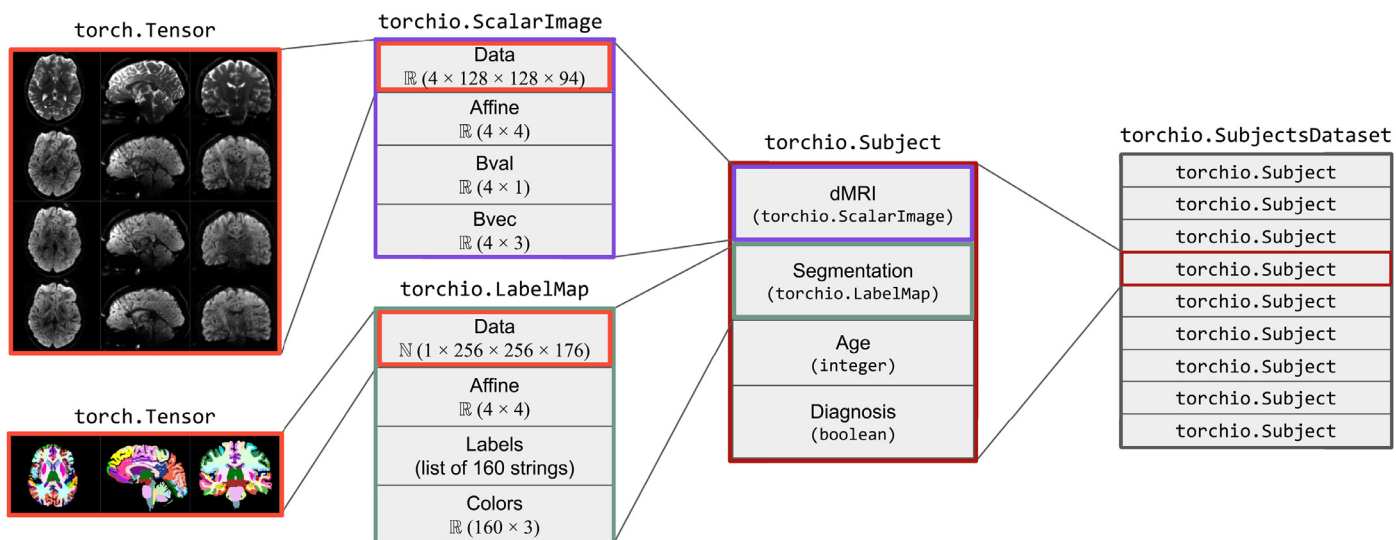 torch.Tensor
torchio.ScalarImage
Data
ℝ (4 × 128 × 128 × 94)
Affine
ℝ (4 × 4)
Bval
ℝ (4 × 1)
Bvec
ℝ (4 × 3)
torch.Tensor
torchio.LabelMap
Data
ℕ (1 × 256 × 256 × 176)
Affine
ℝ (4 × 4)
Labels
(list of 160 strings)
Colors
ℝ (160 × 3)
torchio.Subject
dMRI
(torchio.ScalarImage)
Segmentation
(torchio.LabelMap)
Age
(integer)
Diagnosis
(boolean)
torchio.SubjectsDataset
torchio.Subject
torchio.Subject
torchio.Subject
torchio.Subject
torchio.Subject
torchio.Subject
torchio.Subject
torchio.Subject
torchio.Subject